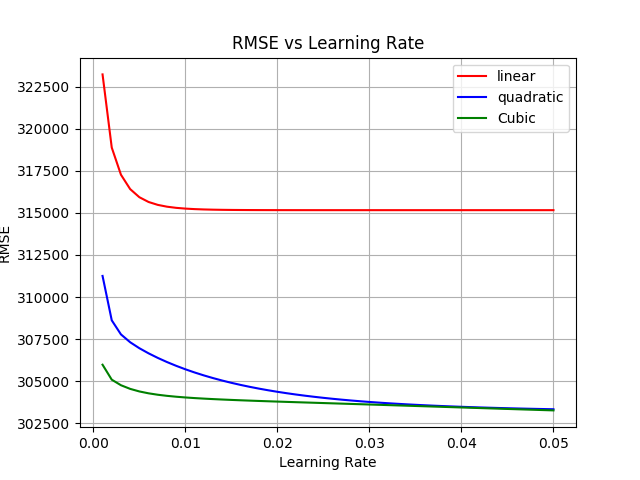 RMSE vs Learning Rate
322500
320000
317500
315000
312500
310000
307500
305000
302500
RMSE
linear
quadratic
Cubic
0.00
0.01
0.02
0.03
0.04
0.05
Learning Rate